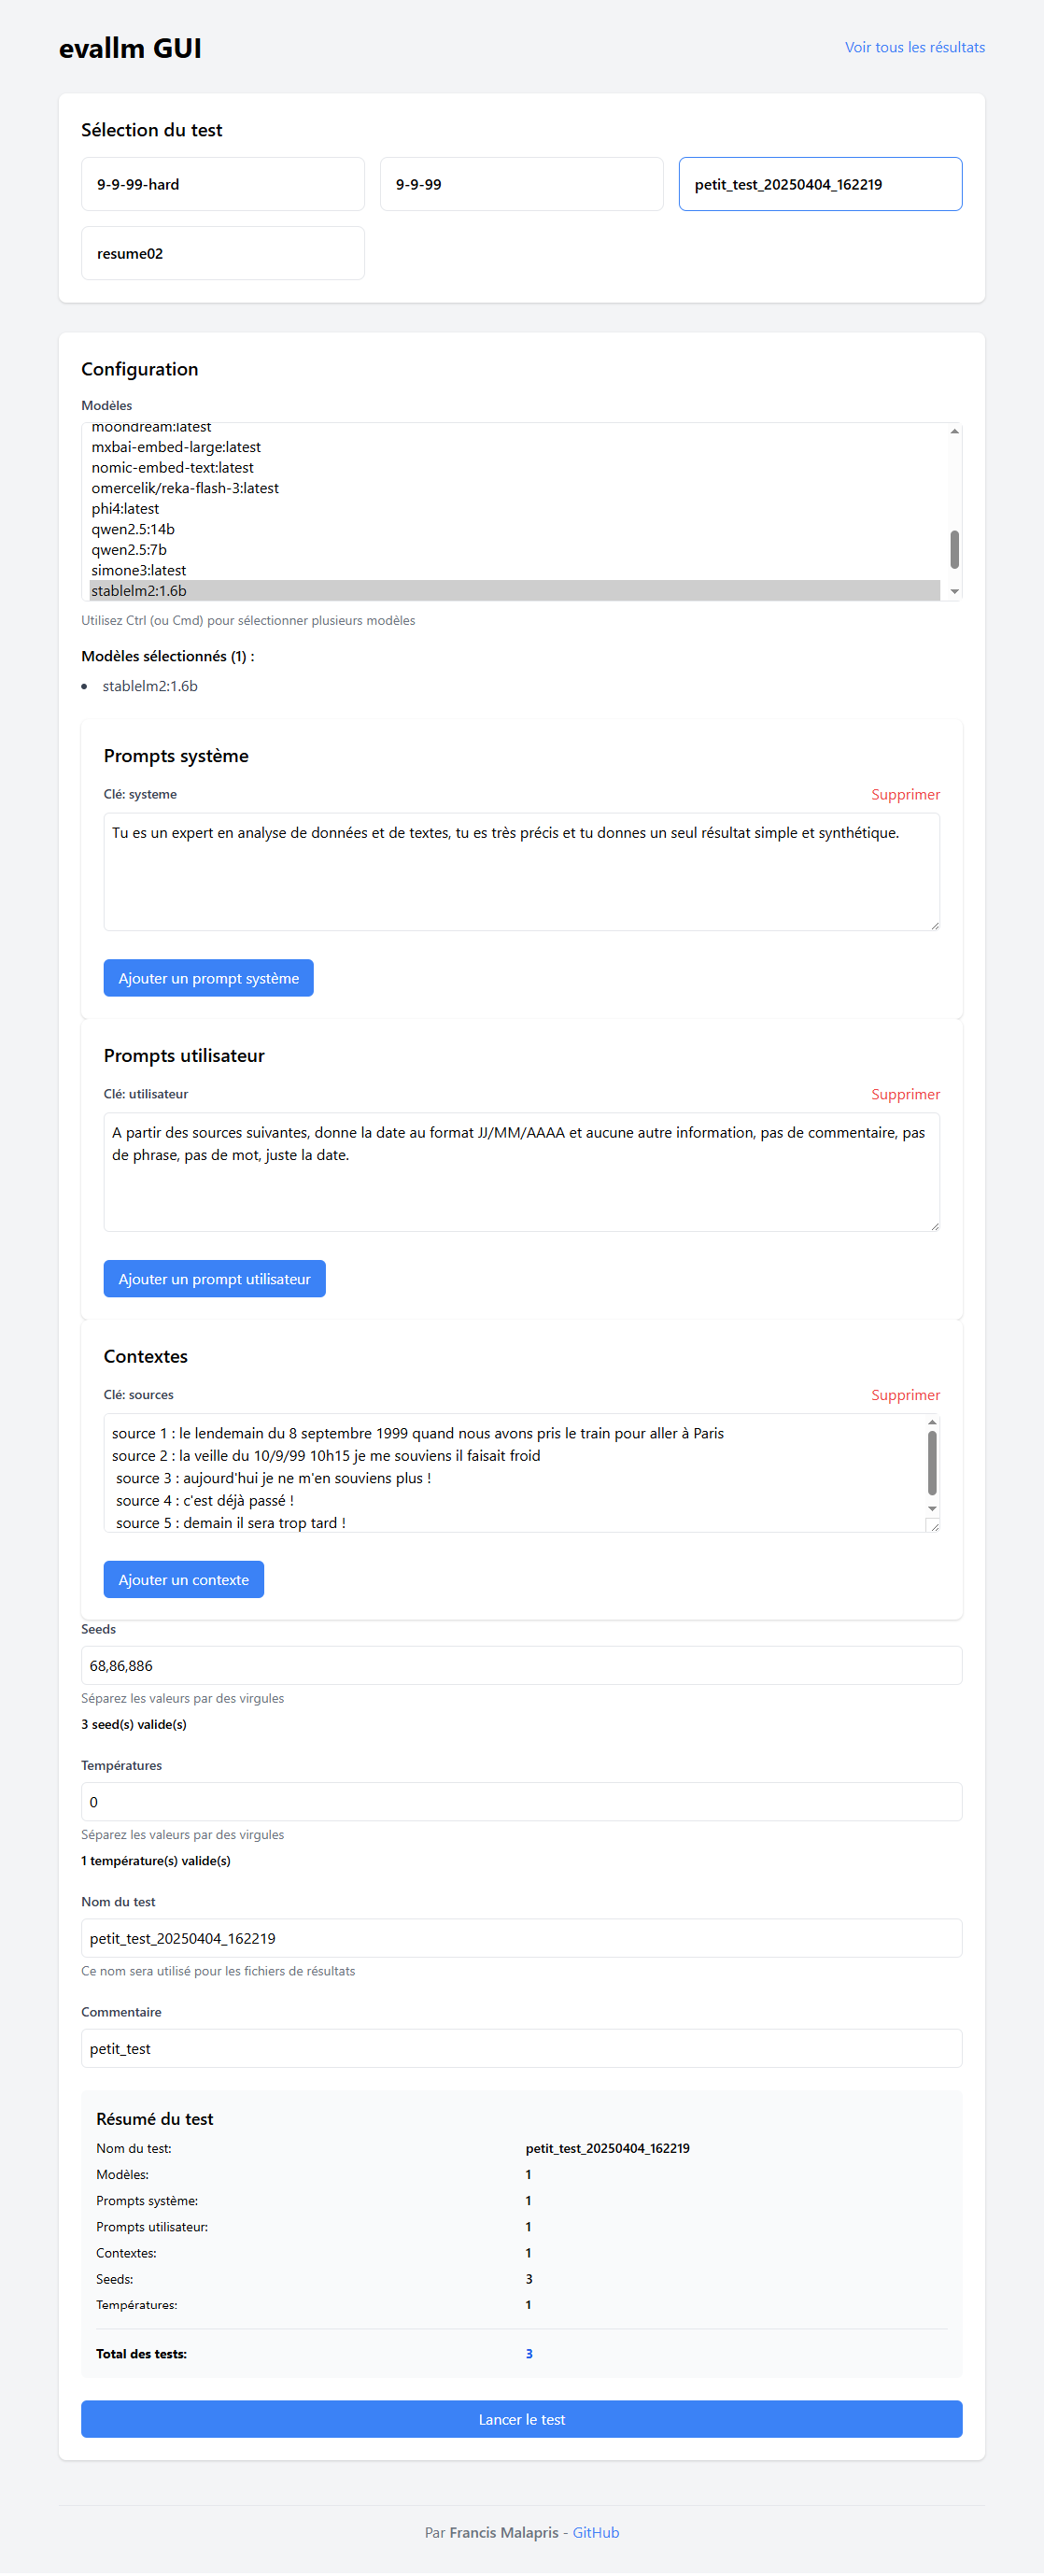 evallm GUI
Voir tous les résultats
Sélection du test
9-9-99-hard
9-9-99
petit_test_20250404_162219
resume02
Configuration
Modèles
moondream:latest
mxbai-embed-large:latest
nomic-embed-text:latest
omercelik/reka-flash-3:latest
phi4:latest
qwen2.5:14b
qwen2.5:7b
simone3:latest
stablelm2:1.6b
Utilisez Ctrl (ou Cmd) pour sélectionner plusieurs modèles
Modèles sélectionnés (1) :
• stablelm2:1.6b
Prompts système
Clé: systeme
Supprimer
Tu es un expert en analyse de données et de textes, tu es très précis et tu donnes un seul résultat simple et synthétique.
Ajouter un prompt système
Prompts utilisateur
Clé: utilisateur
Supprimer
A partir des sources suivantes, donne la date au format JJ/MM/AAAA et aucune autre information, pas de commentaire, pas
de phrase, pas de mot, juste la date.
Ajouter un prompt utilisateur
Contextes
Clé: sources
Supprimer
source 1 : le lendemain du 8 septembre 1999 quand nous avons pris le train pour aller à Paris
source 2 : la veille du 10/9/99 10h15 je me souviens il faisait froid
source 3 : aujourd'hui je ne m'en souviens plus !
source 4 : c'est déjà passé !
source 5 : demain il sera trop tard !
Ajouter un contexte
Seeds
68,86,886
Séparez les valeurs par des virgules
3 seed(s) valide(s)
Températures
0
Séparez les valeurs par des virgules
1 température(s) valide(s)
Nom du test
petit_test_20250404_162219
Ce nom sera utilisé pour les fichiers de résultats
Commentaire
petit_test
Résumé du test
Nom du test: petit_test_20250404_162219
Modèles: 1
Prompts système: 1
Prompts utilisateur: 1
Contextes: 1
Seeds: 3
Températures: 1
Total des tests: 3
Lancer le test
Par Francis Malapris - GitHub